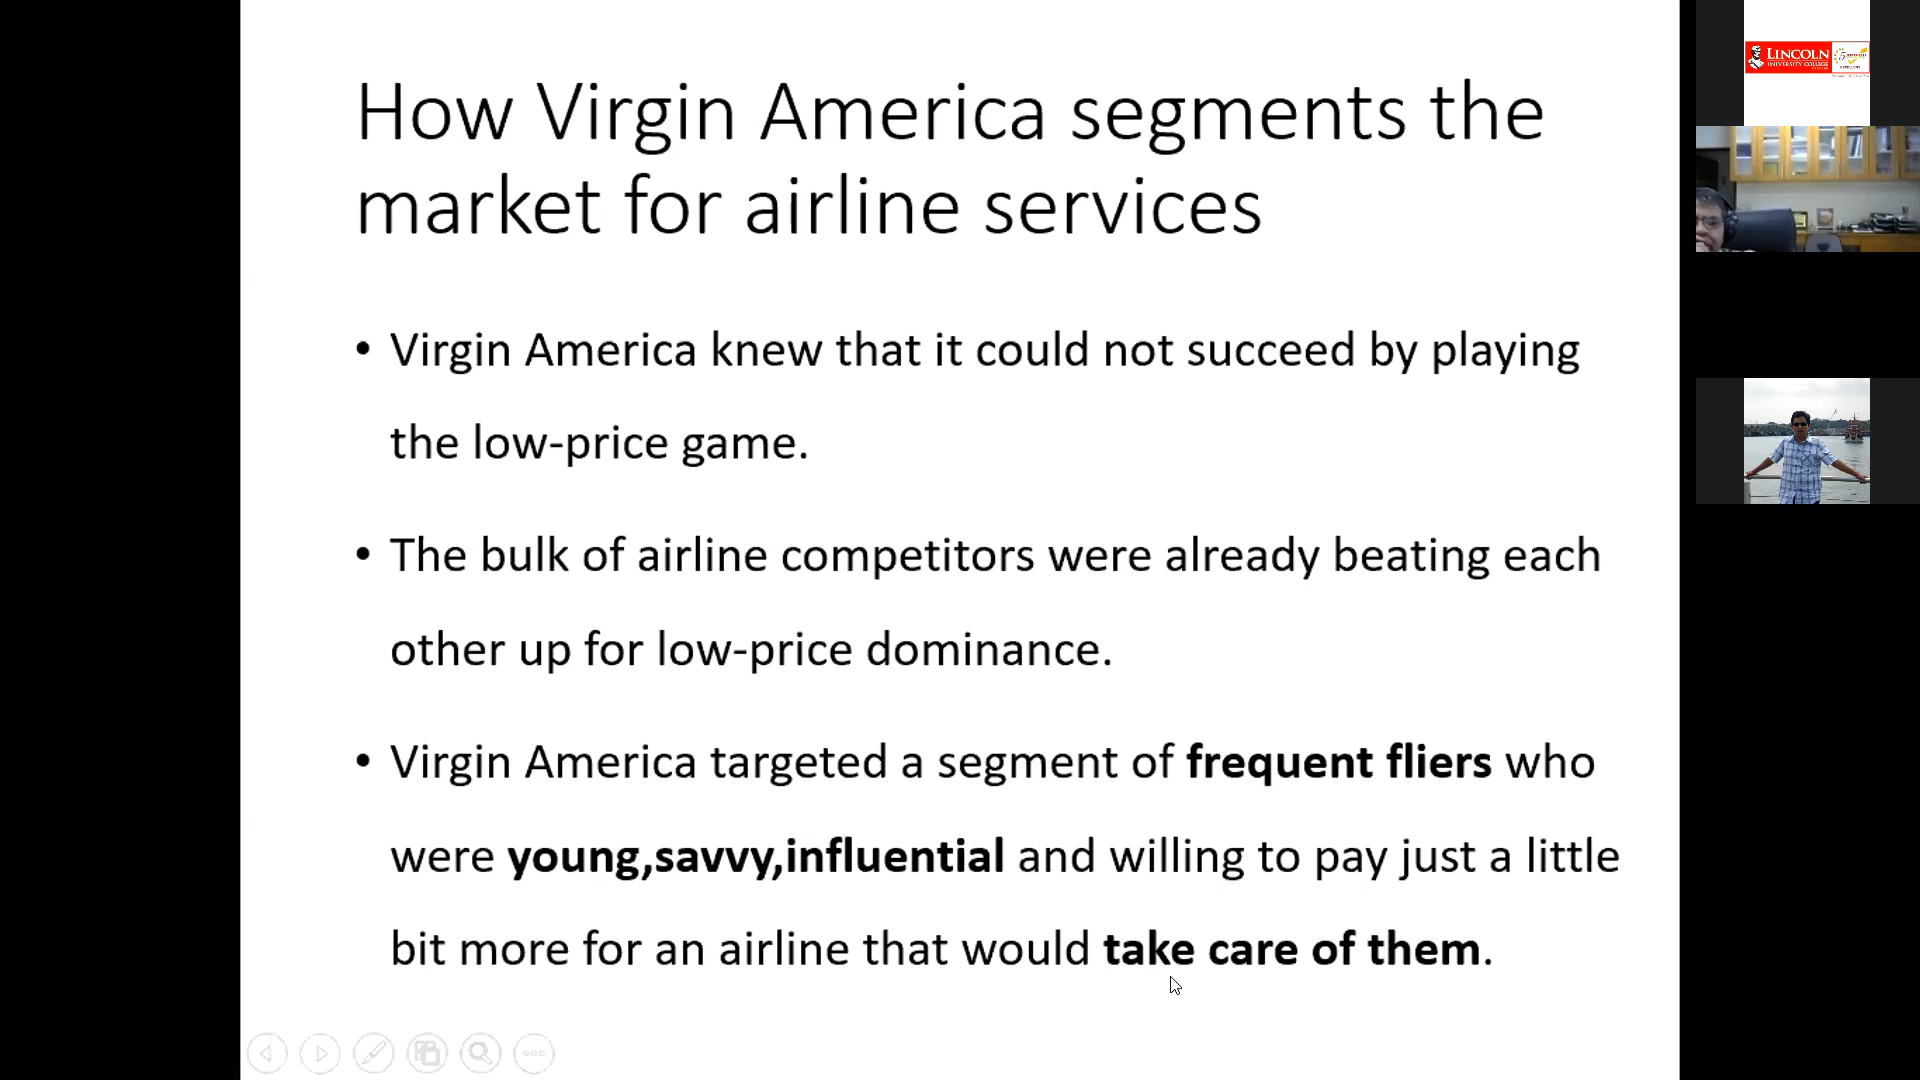 How Virgin America segments the
market for airline services
• Virgin America knew that it could not succeed by playing
the low-price game.
• The bulk of airline competitors were already beating each
other up for low-price dominance.
• Virgin America targeted a segment of frequent fliers who
were young,savvy,influential and willing to pay just a little
bit more for an airline that would take care of them.
LINCOLN
UNIVERSITY COLLEGE